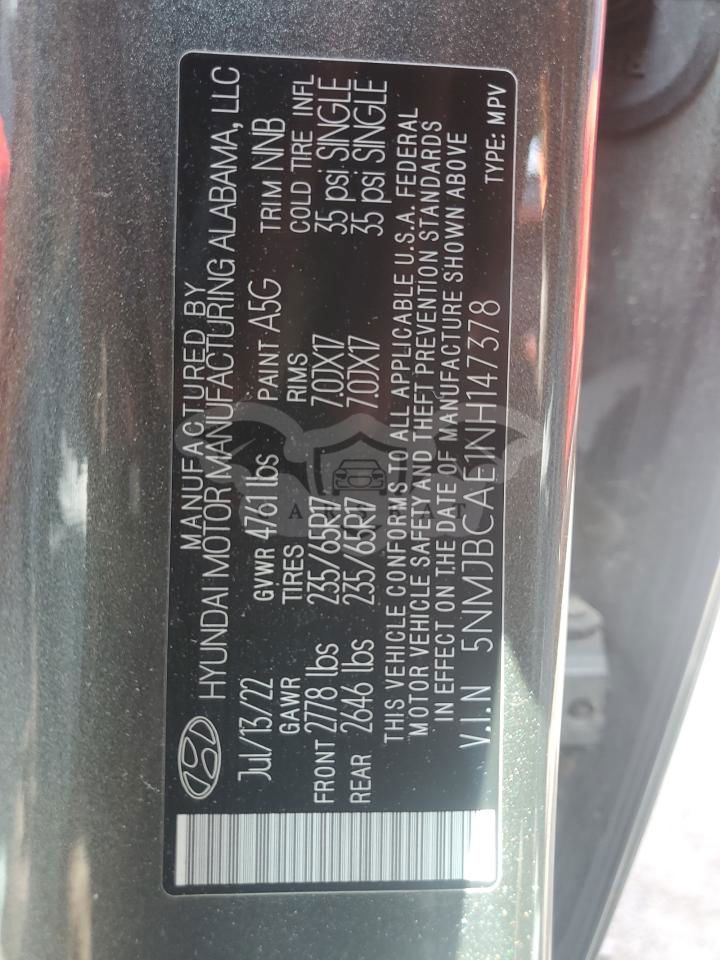 MANUFACTURED BY
HYUNDAI MOTOR MANUFACTURING ALABAMA, LLC
Jul/13/22 GVWR 4761 lbs PAINT A5G TRIM NNB
GAWR TIRES RIMS COLD TIRE INFL
FRONT 2778 lbs 235/65R17 7.0JX17 35 psi SINGLE
REAR 2646 lbs 235/65R17 7.0JX17 35 psi SINGLE
THIS VEHICLE CONFORMS TO ALL APPLICABLE U.S.A. FEDERAL
MOTOR VEHICLE SAFETY AND THEFT PREVENTION STANDARDS
IN EFFECT ON THE DATE OF MANUFACTURE SHOWN ABOVE
V.I.N 5NMJBCAE1NH147378 TYPE: MPV